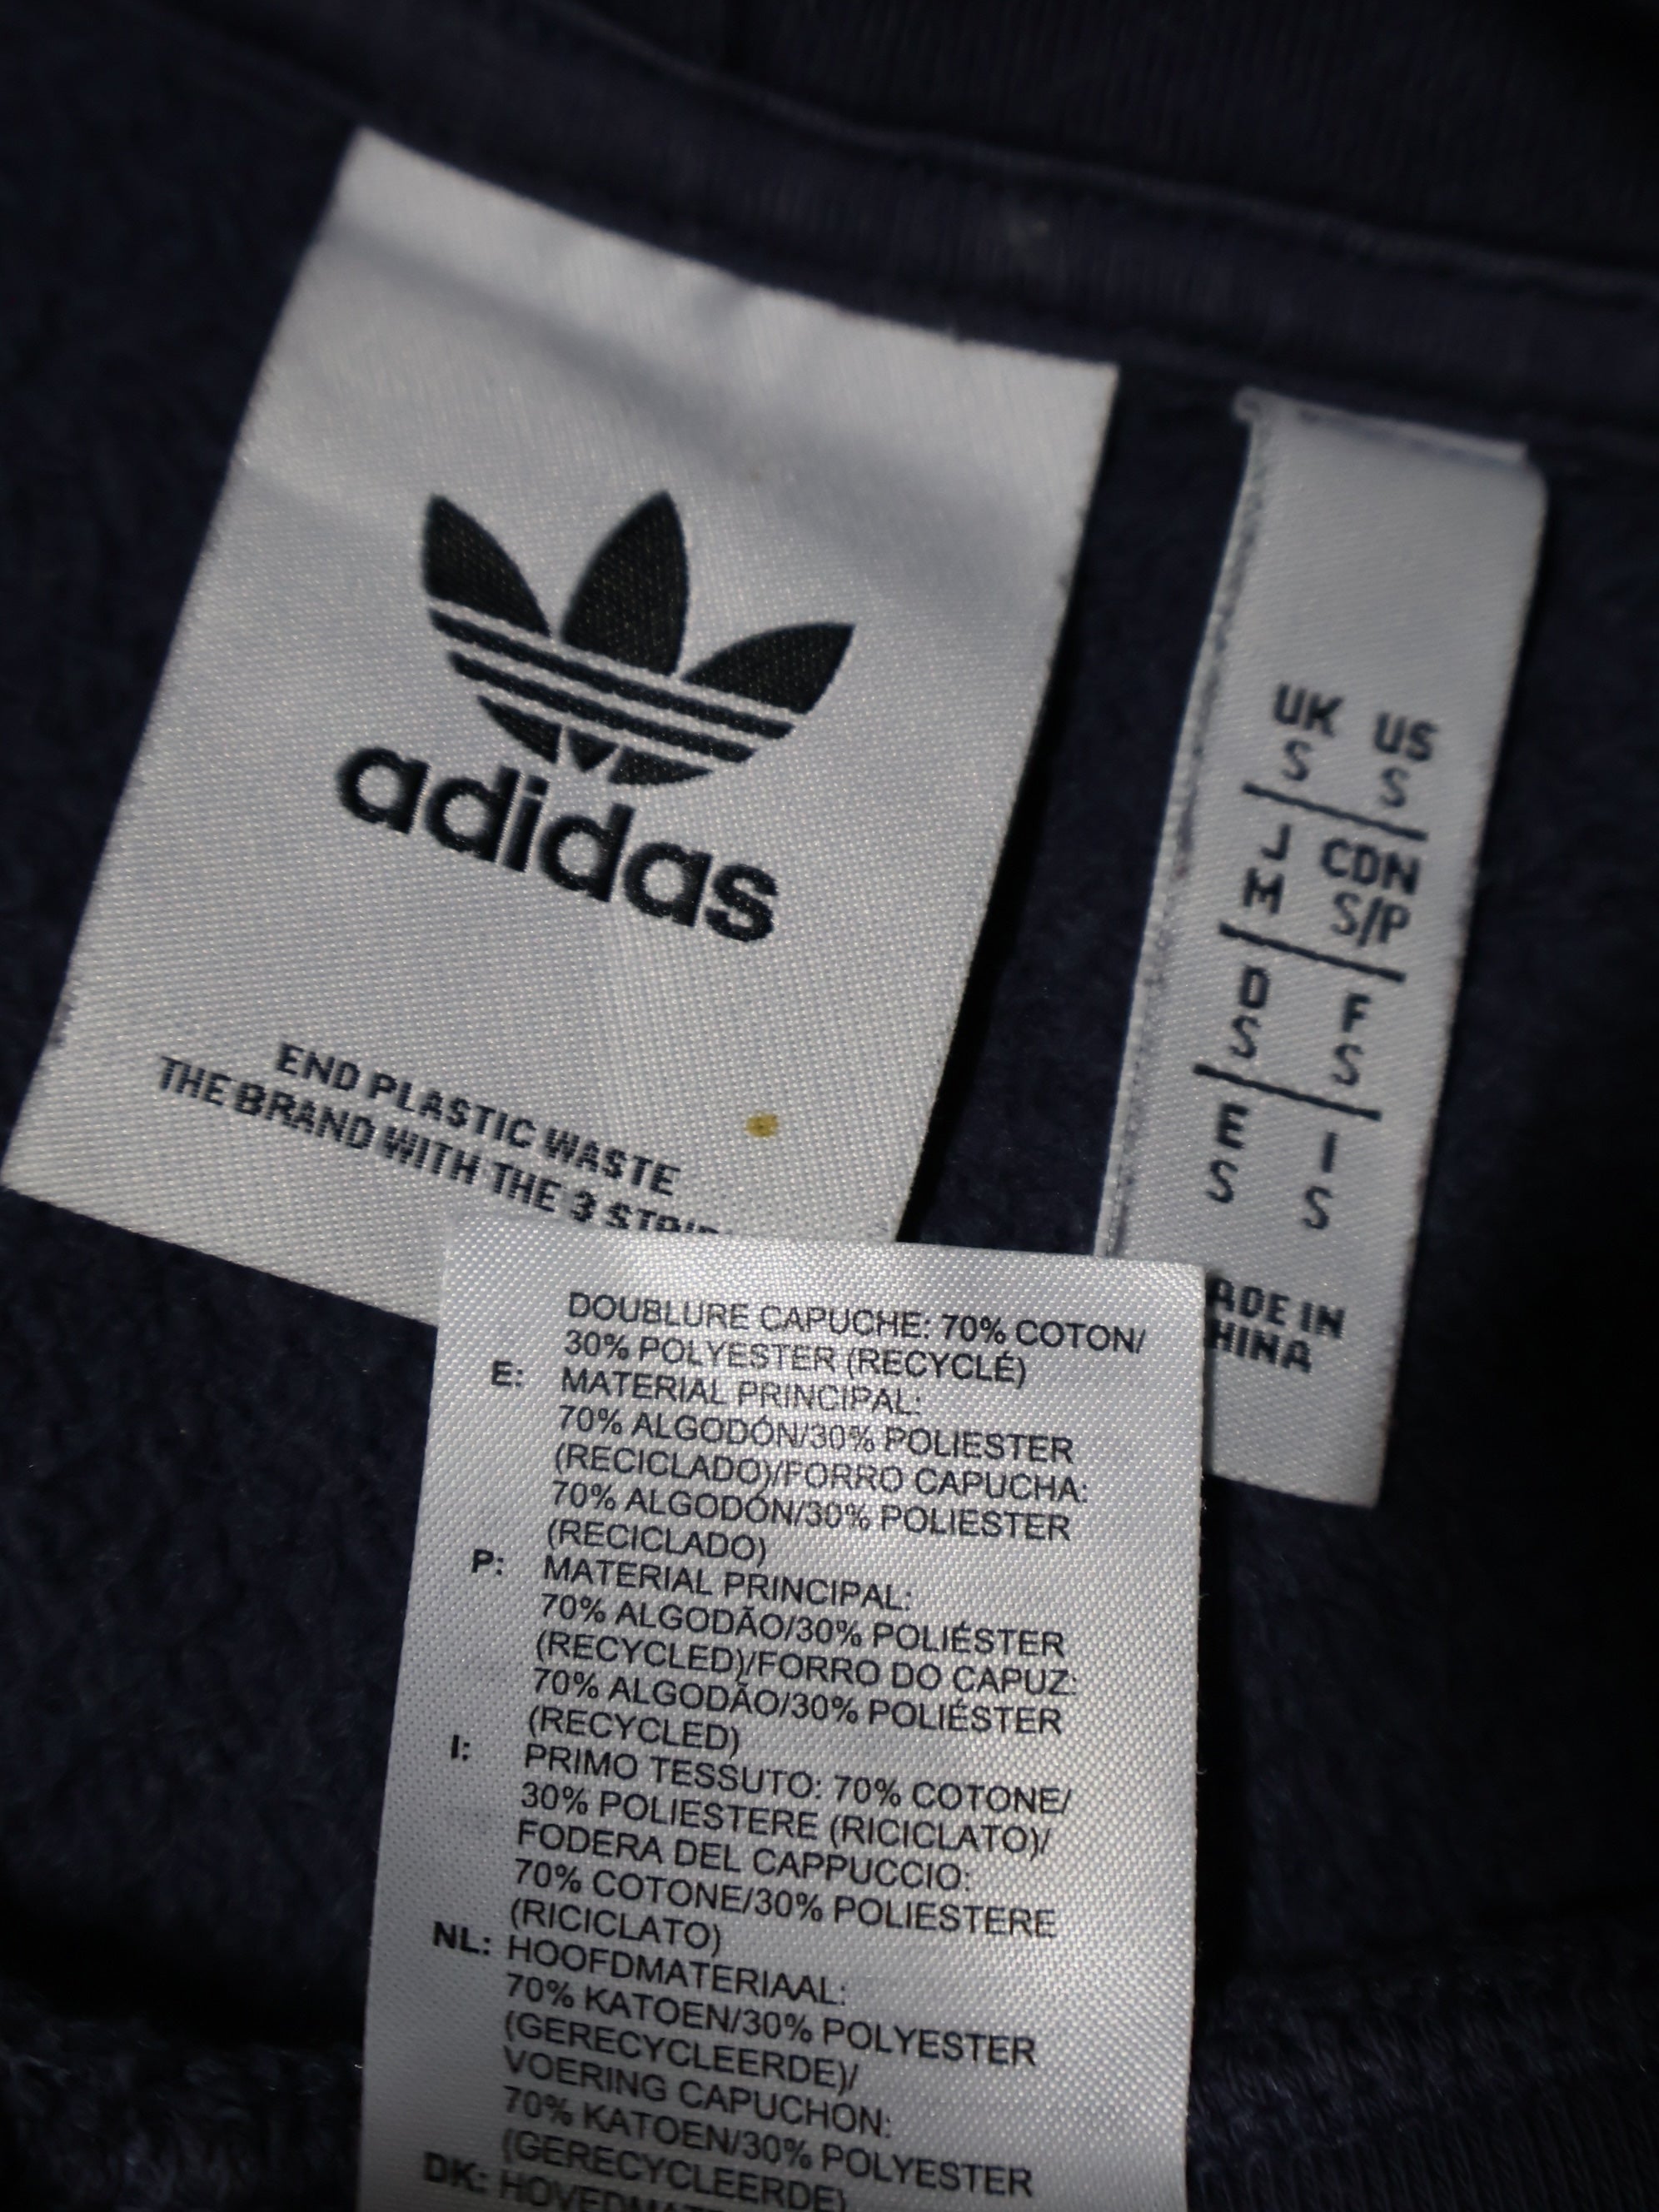 adidas
END PLASTIC WASTE
THE BRAND WITH THE 3
UK US
S S
J CDN
M S/P
D F
S S
E I
S S
ADE IN
HINA
DOUBLURE CAPUCHE: 70% COTON/
30% POLYESTER (RECYCLÉ)
E: MATERIAL PRINCIPAL:
70% ALGODÓN/30% POLIESTER
(RECICLADO)/FORRO CAPUCHA:
70% ALGODÓN/30% POLIESTER
(RECICLADO)
P: MATERIAL PRINCIPAL:
70% ALGODÃO/30% POLIÉSTER
(RECYCLED)/FORRO DO CAPUZ:
70% ALGODÃO/30% POLIÉSTER
(RECYCLED)
I: PRIMO TESSUTO: 70% COTONE/
30% POLIESTERE (RICICLATO)/
FODERA DEL CAPPUCCIO:
70% COTONE/30% POLIESTERE
(RICICLATO)
NL: HOOFDMATERIAAL:
70% KATOEN/30% POLYESTER
(GERECYCLEERDE)/
VOERING CAPUCHON:
70% KATOEN/30% POLYESTER
(GERECYCLEERDE)
DK: